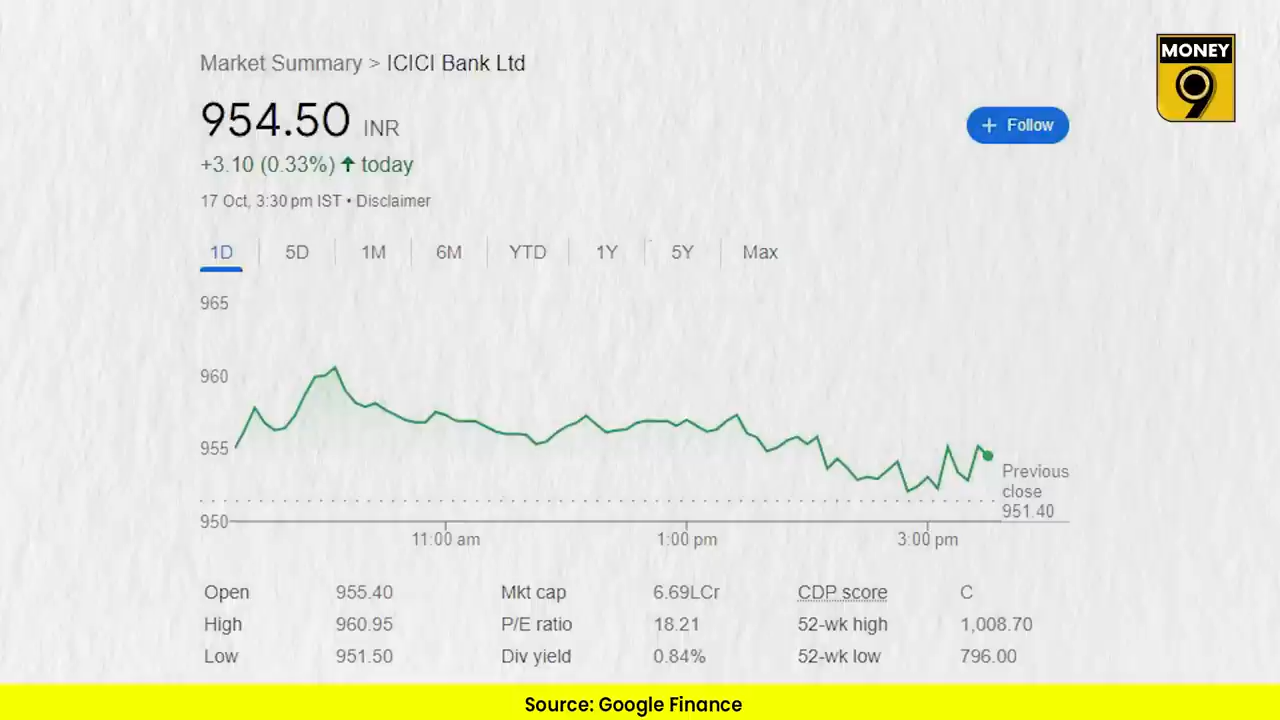 MONEY
9
Market Summary > ICICI Bank Ltd
954.50 INR
+ Follow
+3.10 (0.33%) ↑ today
17 Oct, 3:30 pm IST • Disclaimer
1D 5D 1M 6M YTD 1Y 5Y Max
965
960
955
950
Previous
close
951.40
11:00 am 1:00 pm 3:00 pm
Open 955.40 Mkt cap 6.69LCr CDP score C
High 960.95 P/E ratio 18.21 52-wk high 1,008.70
Low 951.50 Div yield 0.84% 52-wk low 796.00
Source: Google Finance